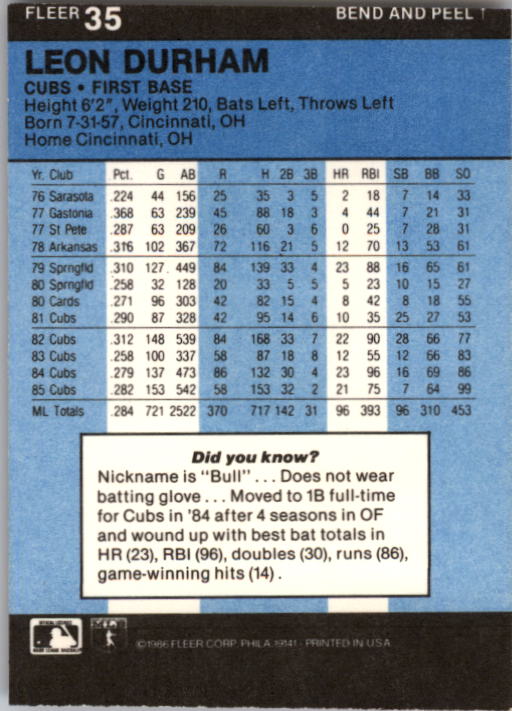 FLEER 35 BEND AND PEEL ↑
LEON DURHAM
CUBS • FIRST BASE
Height 6'2", Weight 210, Bats Left, Throws Left
Born 7-31-57, Cincinnati, OH
Home Cincinnati, OH
Yr. Club Pct. G AB R H 2B 3B HR RBI SB BB SO
76 Sarasota .224 44 156 25 35 3 5 2 18 7 14 33
77 Gastonia .368 63 239 45 88 18 3 4 44 7 21 31
77 St Pete .287 63 209 26 60 3 6 0 25 7 28 31
78 Arkansas .316 102 367 72 116 21 5 12 70 13 53 61
79 Sprngfld .310 127 449 84 139 33 4 23 88 16 65 61
80 Sprngfld .258 32 128 20 33 5 5 5 23 10 15 27
80 Cards .271 96 303 42 82 15 4 8 42 8 18 55
81 Cubs .290 87 328 42 95 14 6 10 35 25 27 53
82 Cubs .312 148 539 84 168 33 7 22 90 28 66 77
83 Cubs .258 100 337 58 87 18 8 12 55 12 66 83
84 Cubs .279 137 473 86 132 30 4 23 96 16 69 86
85 Cubs .282 153 542 58 153 32 2 21 75 7 64 99
ML Totals .284 721 2522 370 717 142 31 96 393 96 310 453
Did you know?
Nickname is "Bull" ... Does not wear
batting glove ... Moved to 1B full-time
for Cubs in '84 after 4 seasons in OF
and wound up with best bat totals in
HR (23), RBI (96), doubles (30), runs (86),
game-winning hits (14).
©1986 FLEER CORP. PHILA. 19141 - PRINTED IN U.S.A.